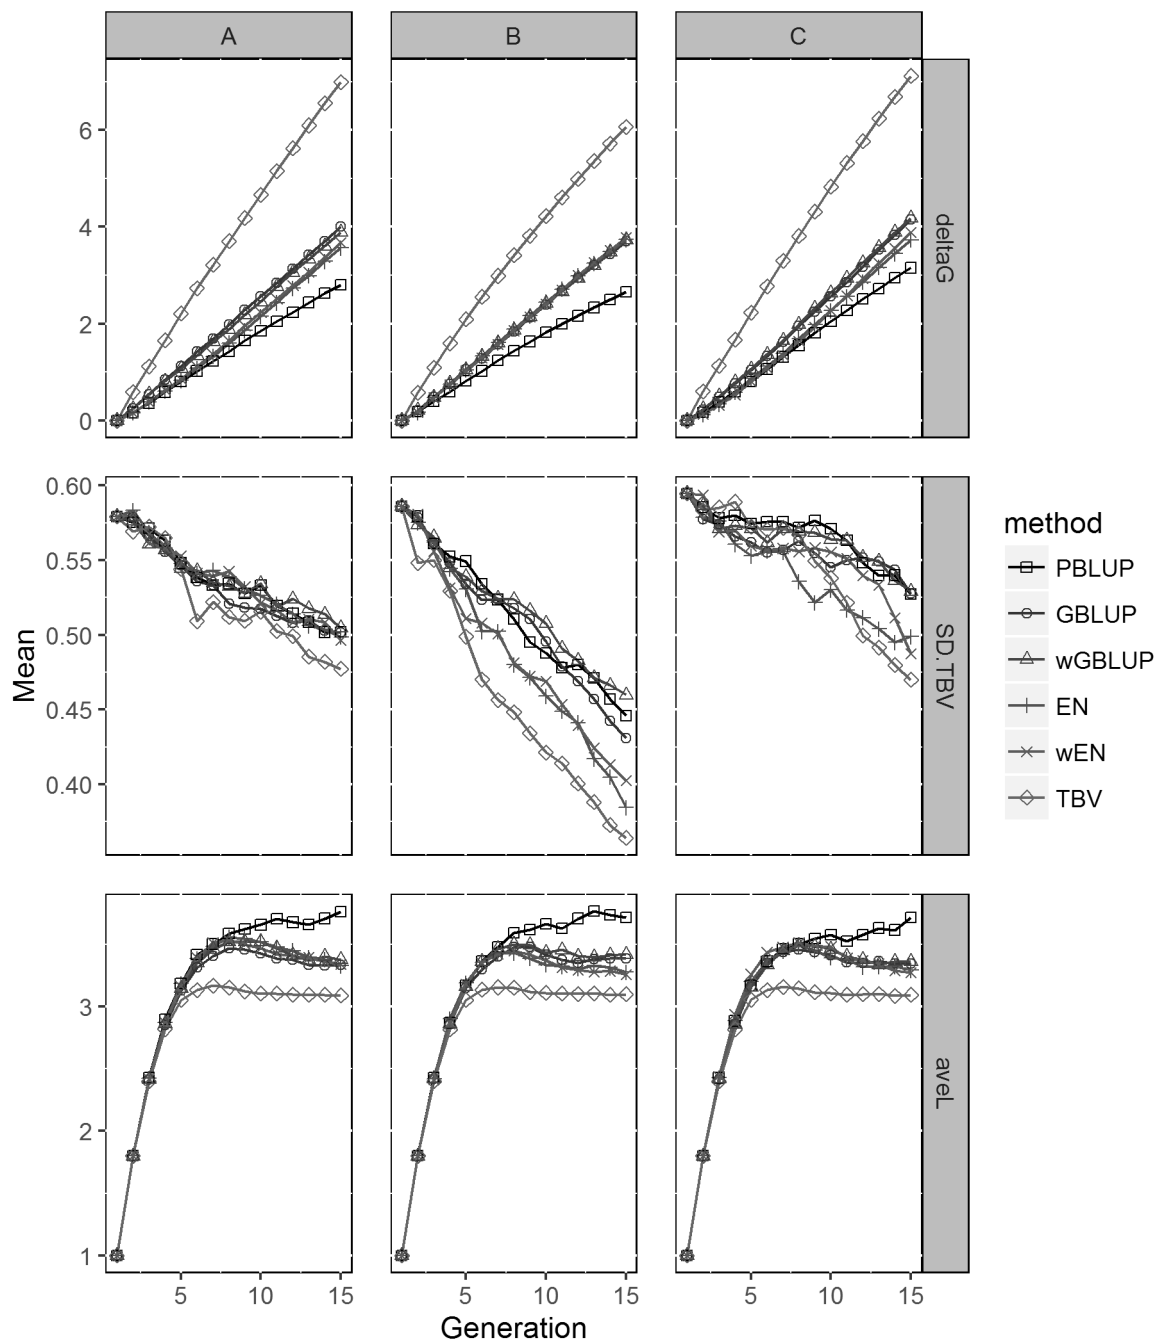 A B C
6
4
2
0
deltaG
0.60
0.55
0.50
0.45
0.40
SD.TBV
3
2
1
aveL
5 10 15 5 10 15 5 10 15
Mean
Generation
method
PBLUP
GBLUP
wGBLUP
EN
wEN
TBV